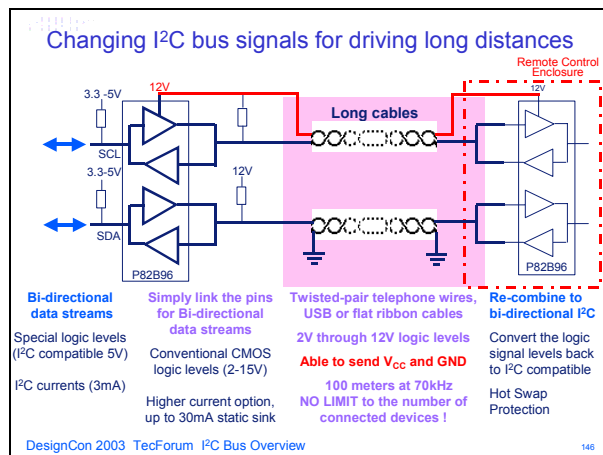 Changing I²C bus signals for driving long distances
Remote Control
Enclosure
3.3 -5V
12V
12V
Long cables
SCL
3.3-5V
12V
SDA
P82B96
P82B96
Bi-directional
data streams
Special logic levels
(I²C compatible 5V)
I²C currents (3mA)
Simply link the pins
for Bi-directional
data streams
Conventional CMOS
logic levels (2-15V)
Higher current option,
up to 30mA static sink
Twisted-pair telephone wires,
USB or flat ribbon cables
2V through 12V logic levels
Able to send VCC and GND
100 meters at 70kHz
NO LIMIT to the number of
connected devices !
Re-combine to
bi-directional I²C
Convert the logic
signal levels back
to I²C compatible
Hot Swap
Protection
DesignCon 2003 TecForum I²C Bus Overview
146